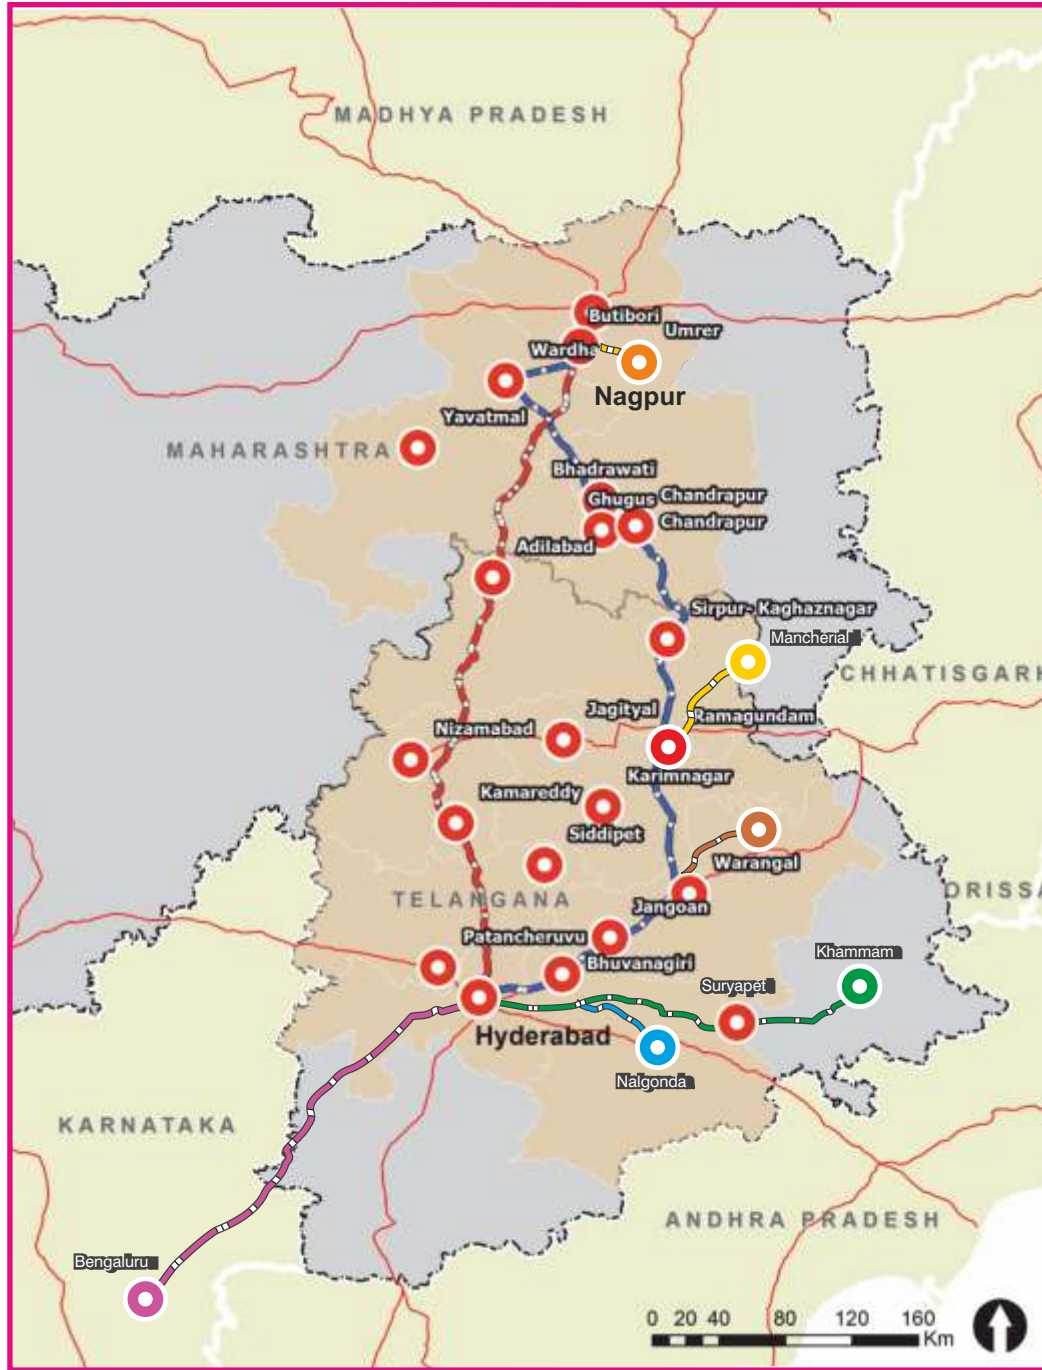 MADHYA PRADESH
Butibori
Umrer
Wardha
Nagpur
Yavatmal
MAHARASHTRA
Bhadrawati
Ghugus
Chandrapur
Chandrapur
Adilabad
Sirpur- Kaghaznagar
Mancherial
CHHATISGARH
Jagityal
Ramagundam
Nizamabad
Karimnagar
Kamareddy
Siddipet
Warangal
TELANGANA
ORISSA
Jangoan
Patancheruvu
Bhuvanagiri
Khammam
Suryapet
Hyderabad
Nalgonda
KARNATAKA
ANDHRA PRADESH
Bengaluru
0 20 40 80 120 160
Km